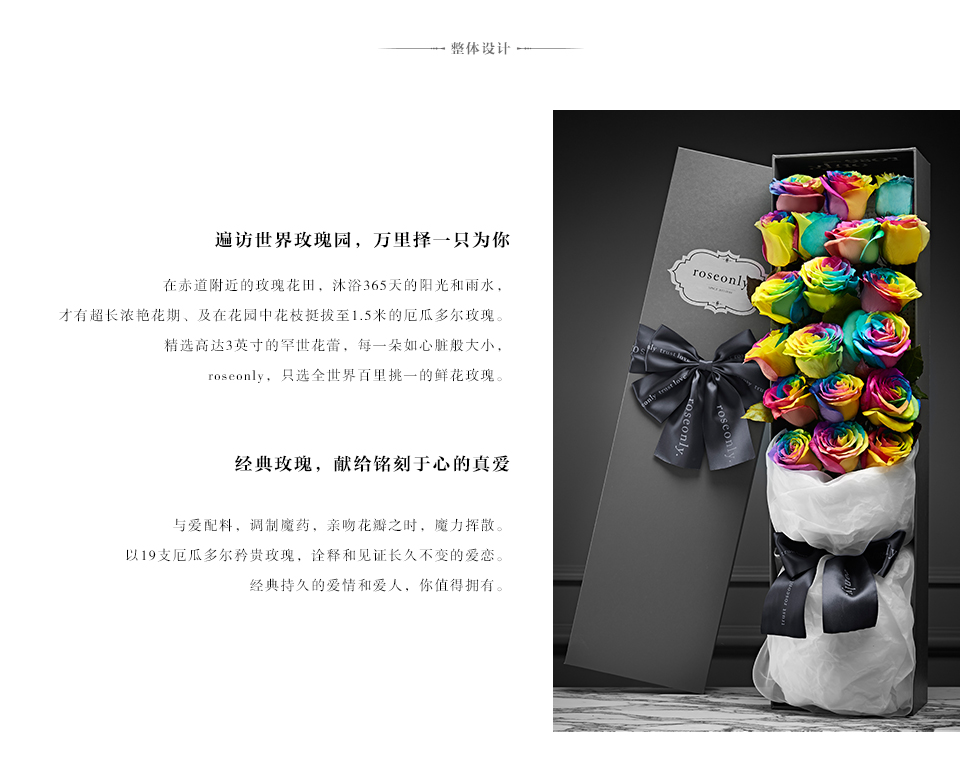 整体设计
遍访世界玫瑰园，万里择一只为你
在赤道附近的玫瑰花田，沐浴365天的阳光和雨水，
才有超长浓艳花期、及在花园中花枝挺拔至1.5米的厄瓜多尔玫瑰。
精选高达3英寸的罕世花蕾，每一朵如心脏般大小，
roseonly，只选全世界百里挑一的鲜花玫瑰。
经典玫瑰，献给铭刻于心的真爱
与爱配料，调制魔药，亲吻花瓣之时，魔力挥散。
以19支厄瓜多尔矜贵玫瑰，诠释和见证长久不变的爱恋。
经典持久的爱情和爱人，你值得拥有。
roseonly
only trust love
only trust love
roseonly.
roseonly.